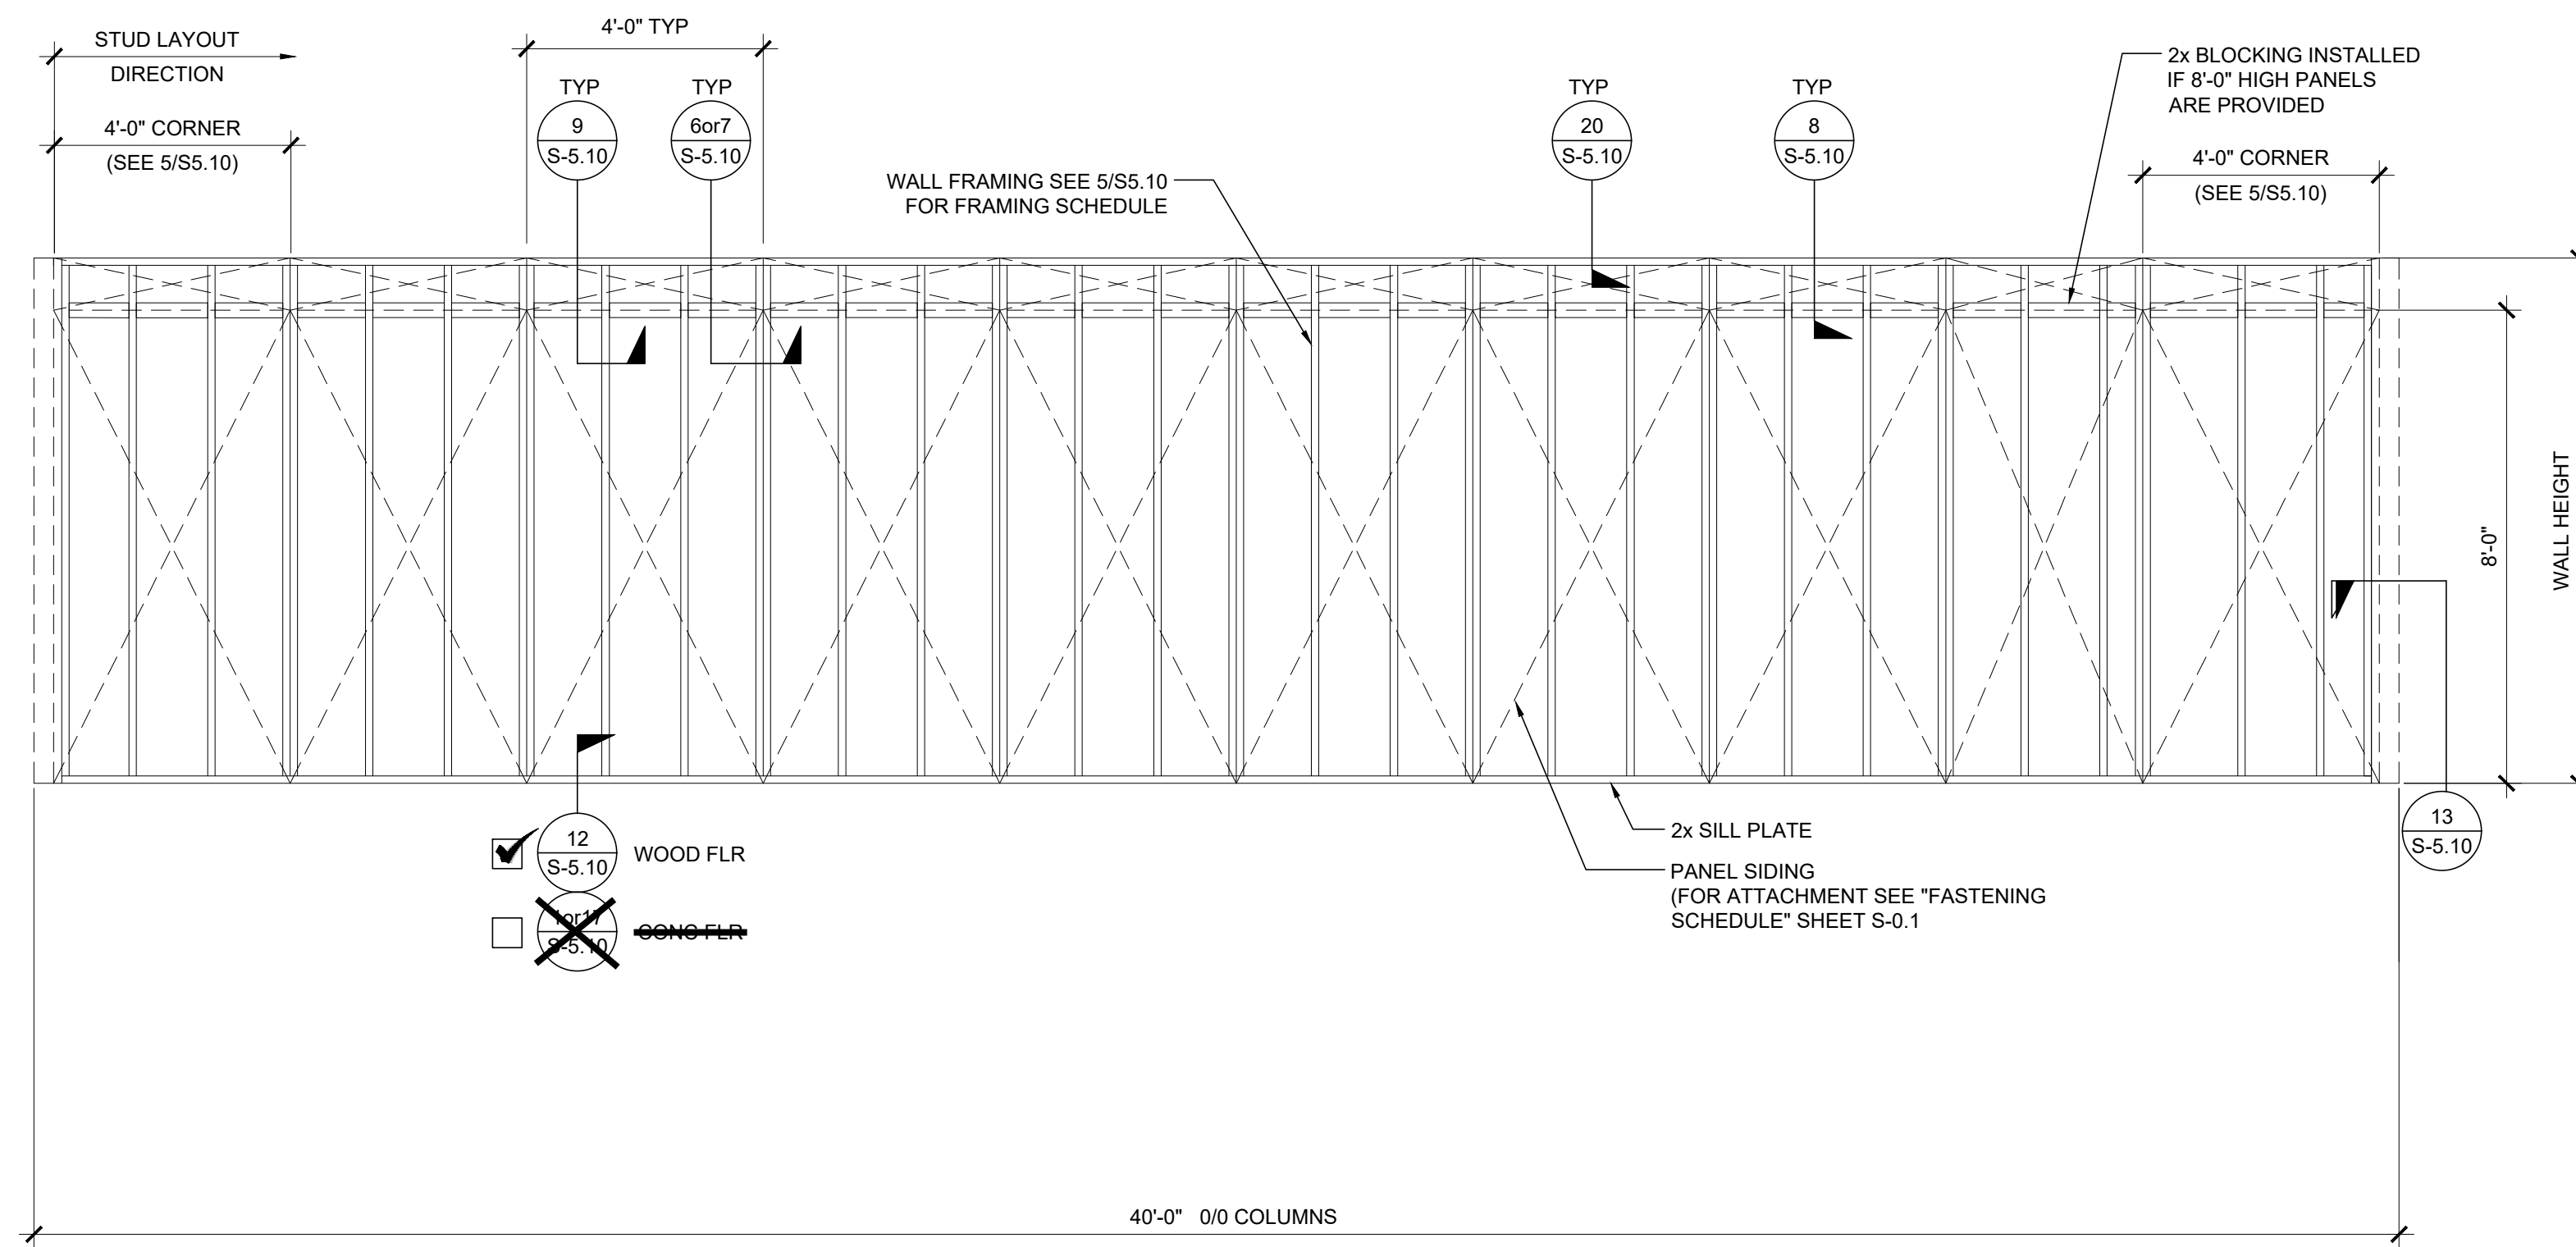 STUD LAYOUT
DIRECTION
4'-0" CORNER
(SEE 5/S5.10)
4'-0" TYP
TYP
9
S-5.10
TYP
6or7
S-5.10
WALL FRAMING SEE 5/S5.10
FOR FRAMING SCHEDULE
TYP
20
S-5.10
TYP
8
S-5.10
2x BLOCKING INSTALLED
IF 8'-0" HIGH PANELS
ARE PROVIDED
4'-0" CORNER
(SEE 5/S5.10)
8'-0"
WALL HEIGHT
12
S-5.10
WOOD FLR
S-5.10
CONC FLR
2x SILL PLATE
PANEL SIDING
(FOR ATTACHMENT SEE "FASTENING
SCHEDULE" SHEET S-0.1
13
S-5.10
40'-0" 0/0 COLUMNS